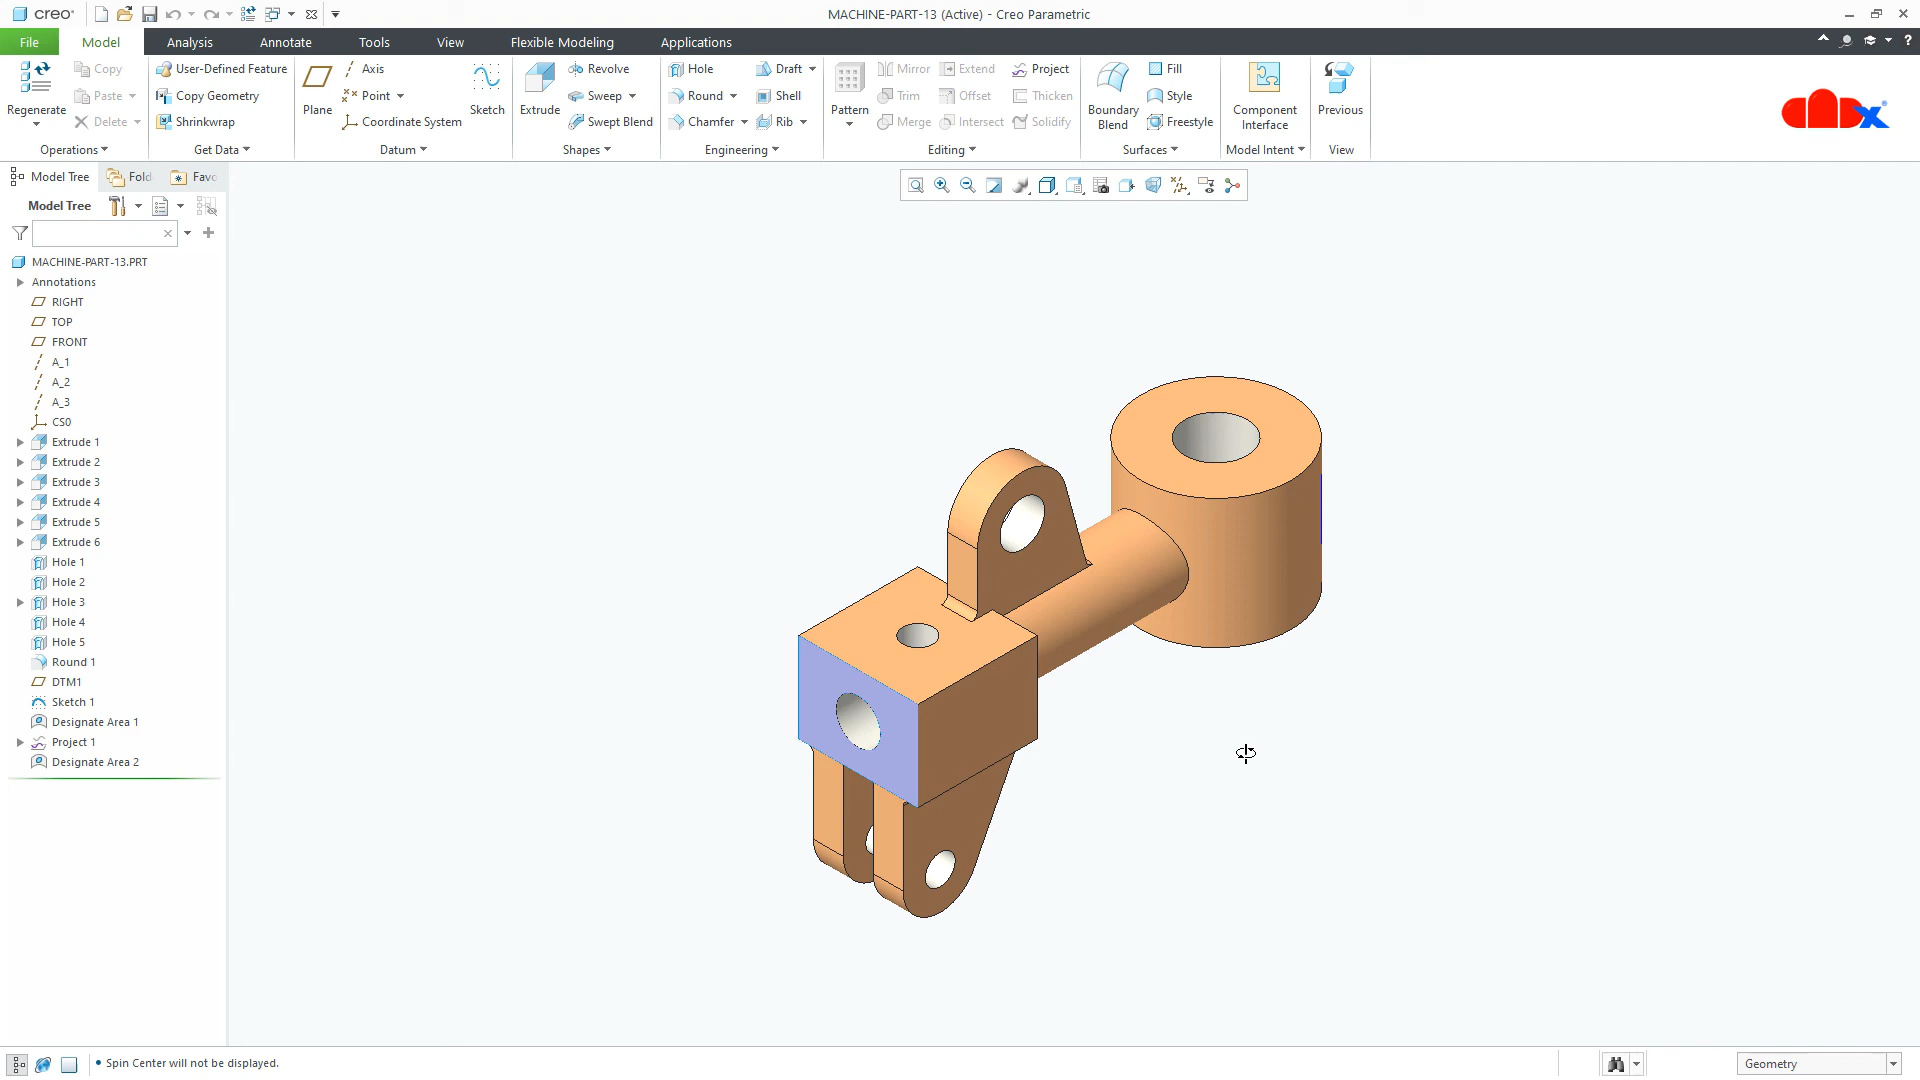 creo°
MACHINE-PART-13 (Active) - Creo Parametric
File Model Analysis Annotate Tools View Flexible Modeling Applications
Regenerate
Copy
Paste
Delete
Operations
User-Defined Feature
Copy Geometry
Shrinkwrap
Get Data
Plane
Axis
Point
Coordinate System
Sketch
Datum
Extrude
Revolve
Sweep
Swept Blend
Shapes
Hole
Round
Chamfer
Draft
Shell
Rib
Engineering
Pattern
Mirror
Trim
Merge
Extend
Offset
Intersect
Project
Thicken
Solidify
Editing
Boundary
Blend
Fill
Style
Freestyle
Surfaces
Component
Interface
Model Intent
Previous
View
Model Tree Fold Favo
Model Tree
MACHINE-PART-13.PRT
Annotations
RIGHT
TOP
FRONT
A_1
A_2
A_3
CS0
Extrude 1
Extrude 2
Extrude 3
Extrude 4
Extrude 5
Extrude 6
Hole 1
Hole 2
Hole 3
Hole 4
Hole 5
Round 1
DTM1
Sketch 1
Designate Area 1
Project 1
Designate Area 2
• Spin Center will not be displayed.
Geometry